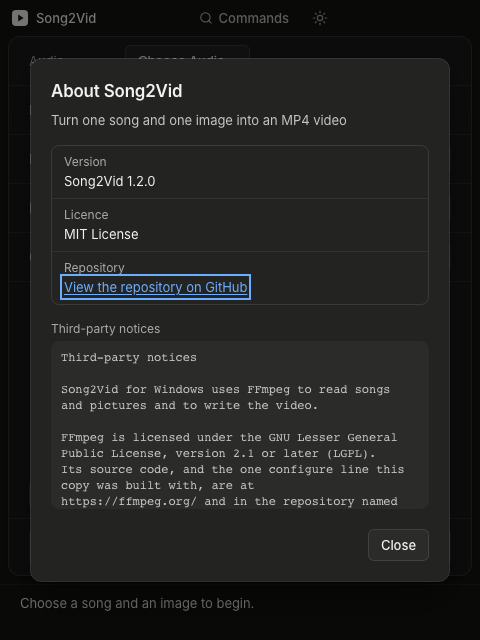 Song2Vid
Commands
About Song2Vid
Turn one song and one image into an MP4 video
Version
Song2Vid 1.2.0
Licence
MIT License
Repository
View the repository on GitHub
Third-party notices
Third-party notices
Song2Vid for Windows uses FFmpeg to read songs
and pictures and to write the video.
FFmpeg is licensed under the GNU Lesser General
Public License, version 2.1 or later (LGPL).
Its source code, and the one configure line this
copy was built with, are at
https://ffmpeg.org/ and in the repository named
Close
Choose a song and an image to begin.